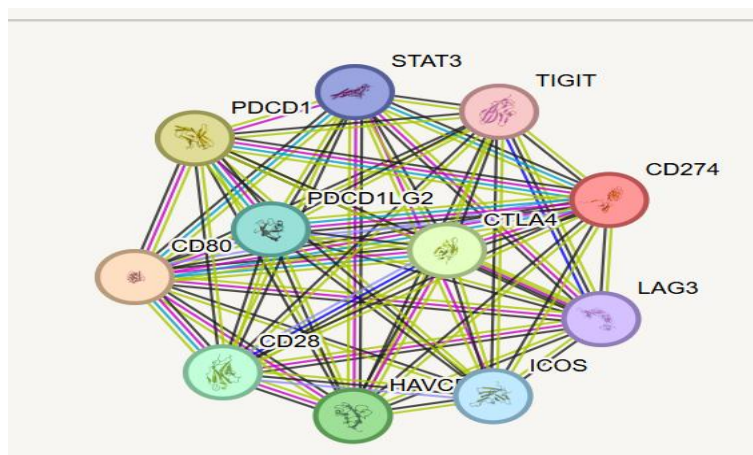 STAT3
TIGIT
PDCD1
CD274
PDCD1LG2
CTLA4
CD80
LAG3
CD28
ICOS